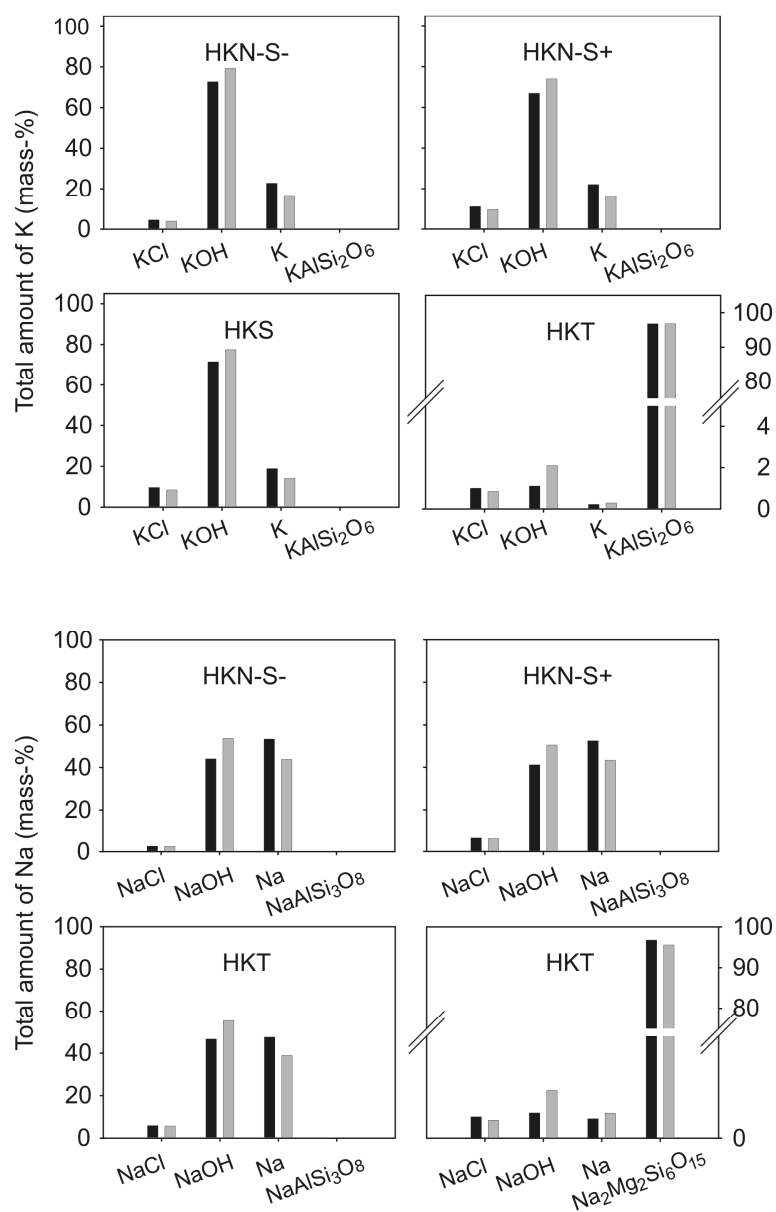 Total amount of K (mass-%)
HKN-S-
100
80
60
40
20
0
KCl KOH K KAlSi₂O₆
HKN-S+
KCl KOH K KAlSi₂O₆
HKS
100
80
60
40
20
0
KCl KOH K KAlSi₂O₆
HKT
100
90
80
4
2
0
KCl KOH K KAlSi₂O₆
Total amount of Na (mass-%)
HKN-S-
100
80
60
40
20
0
NaCl NaOH Na NaAlSi₃O₈
HKN-S+
NaCl NaOH Na NaAlSi₃O₈
HKT
100
80
60
40
20
0
NaCl NaOH Na NaAlSi₃O₈
HKT
100
90
80
0
NaCl NaOH Na Na₂Mg₂Si₆O₁₅